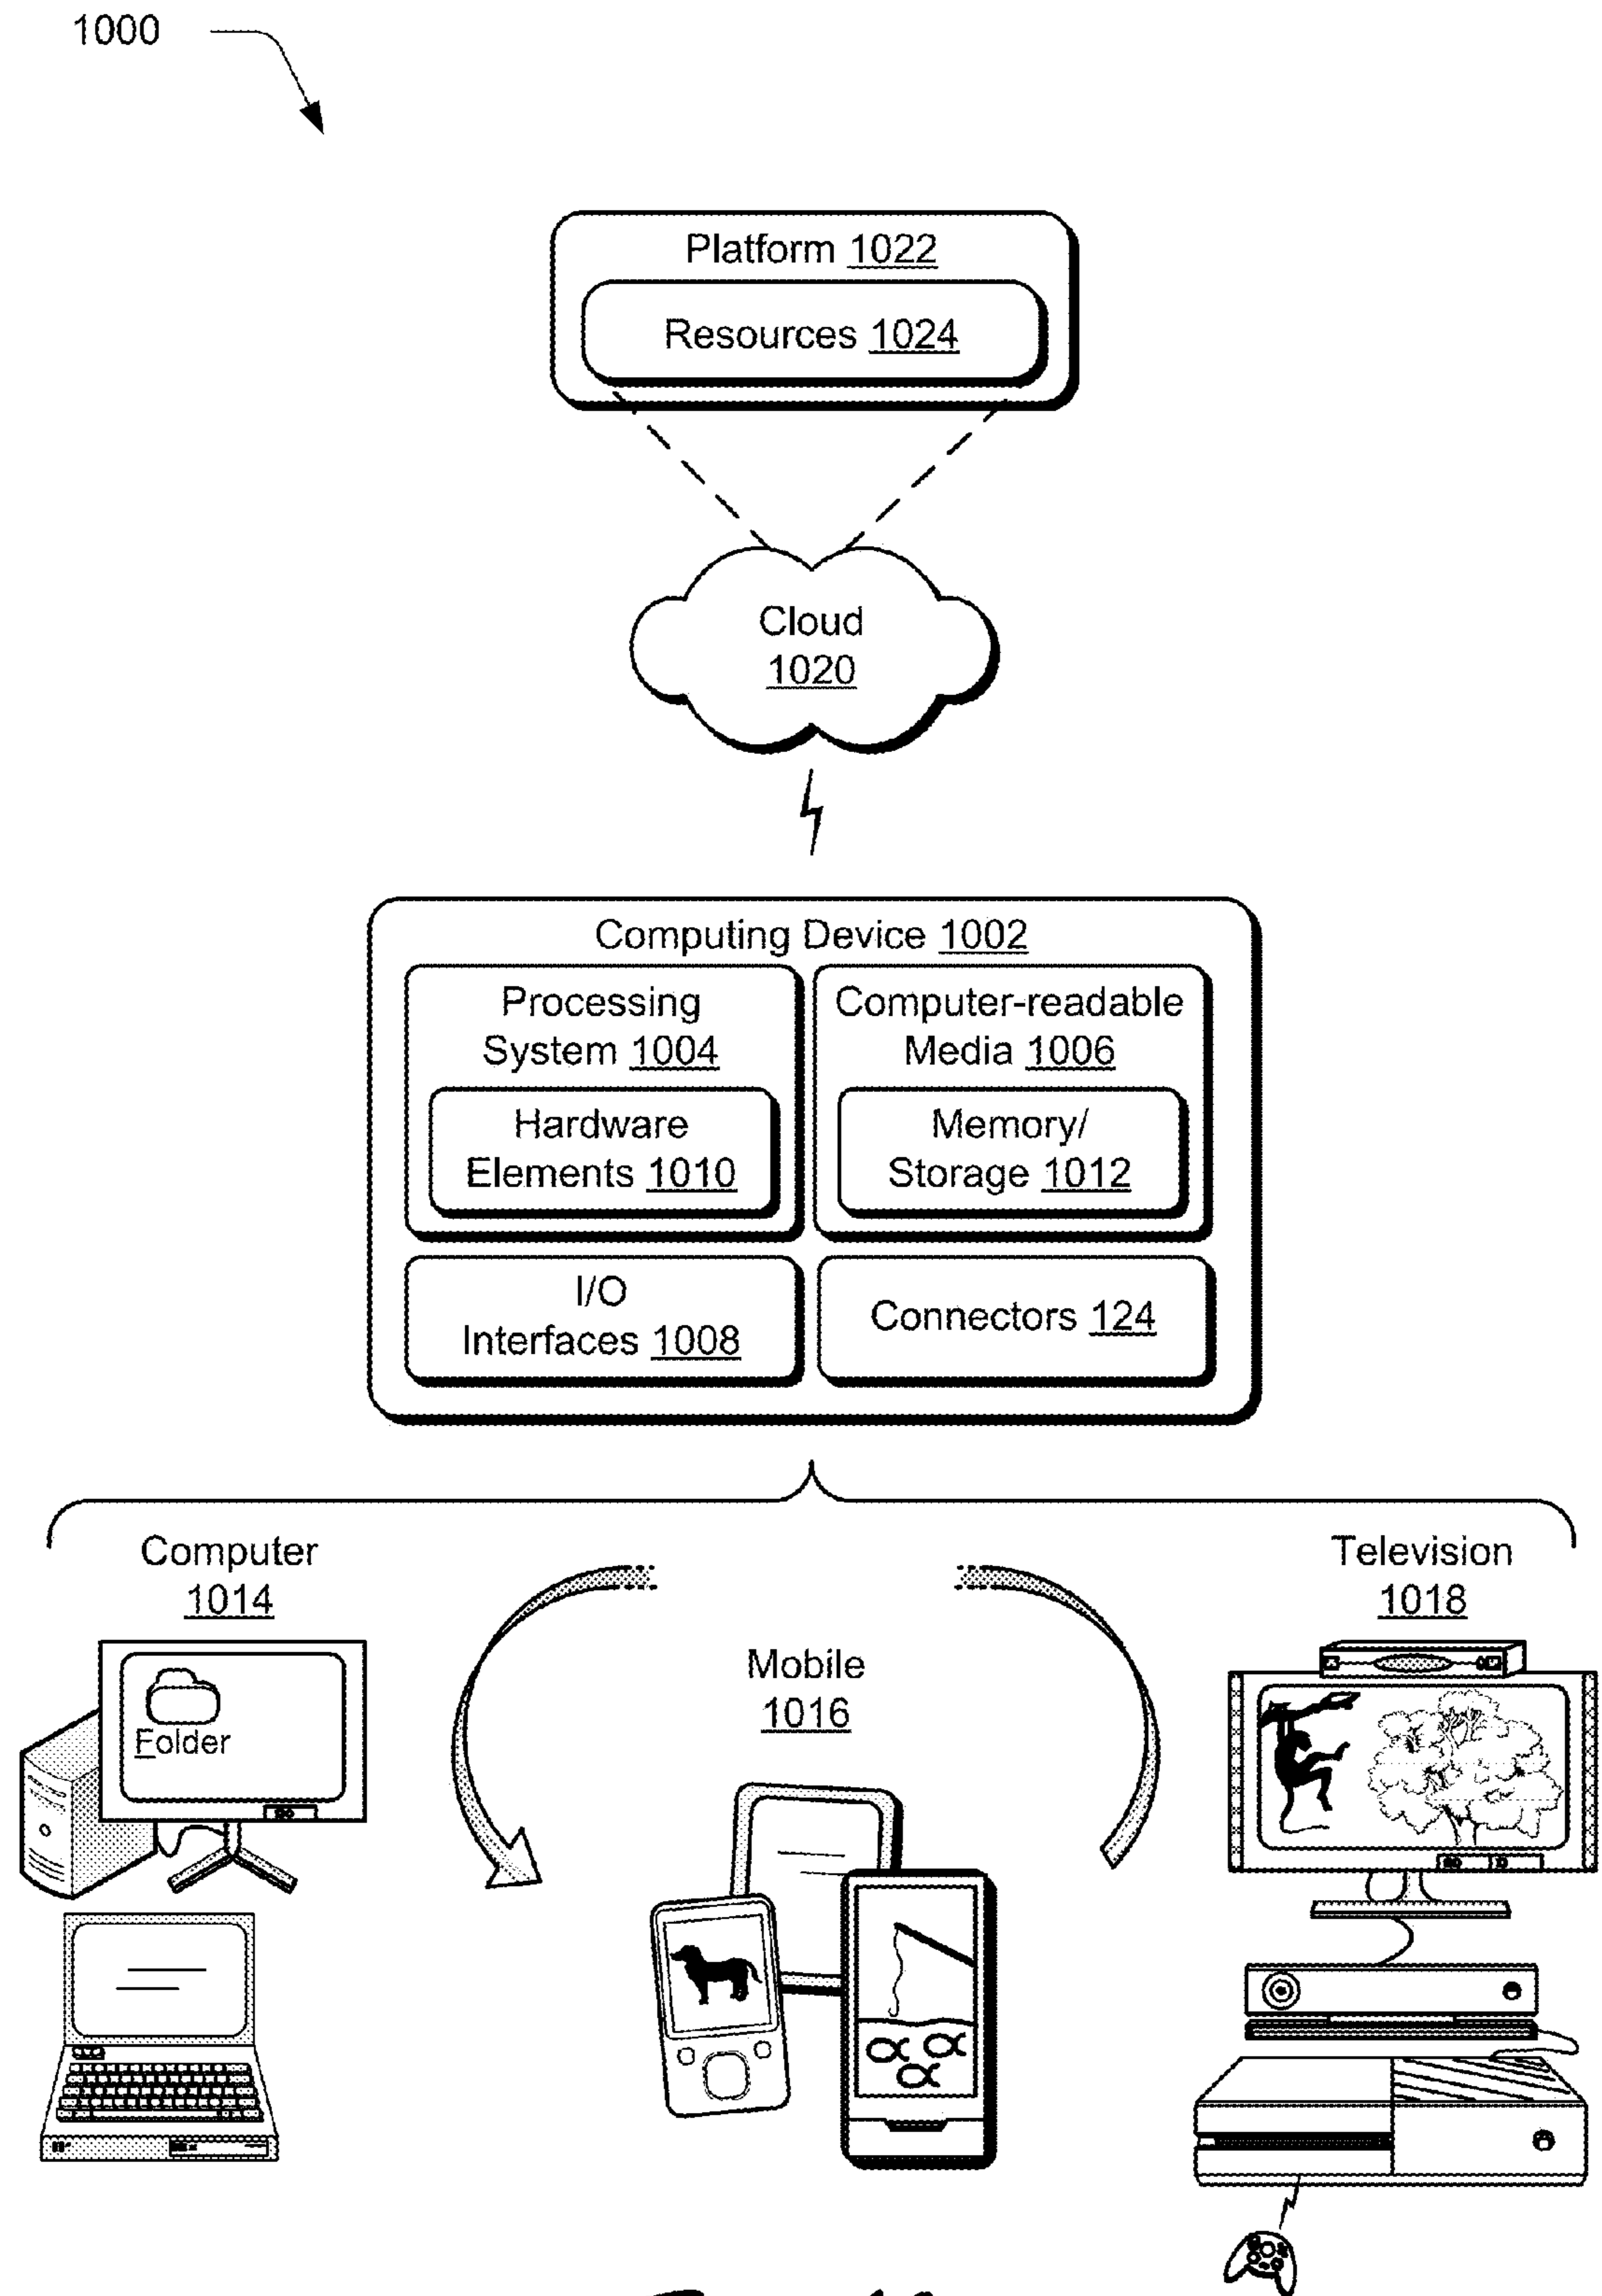 1000
Platform 1022
Resources 1024
Cloud
1020
Computing Device 1002
Processing
System 1004
Hardware
Elements 1010
Computer-readable
Media 1006
Memory/
Storage 1012
I/O
Interfaces 1008
Connectors 124
Computer
1014
Folder
Mobile
1016
Television
1018